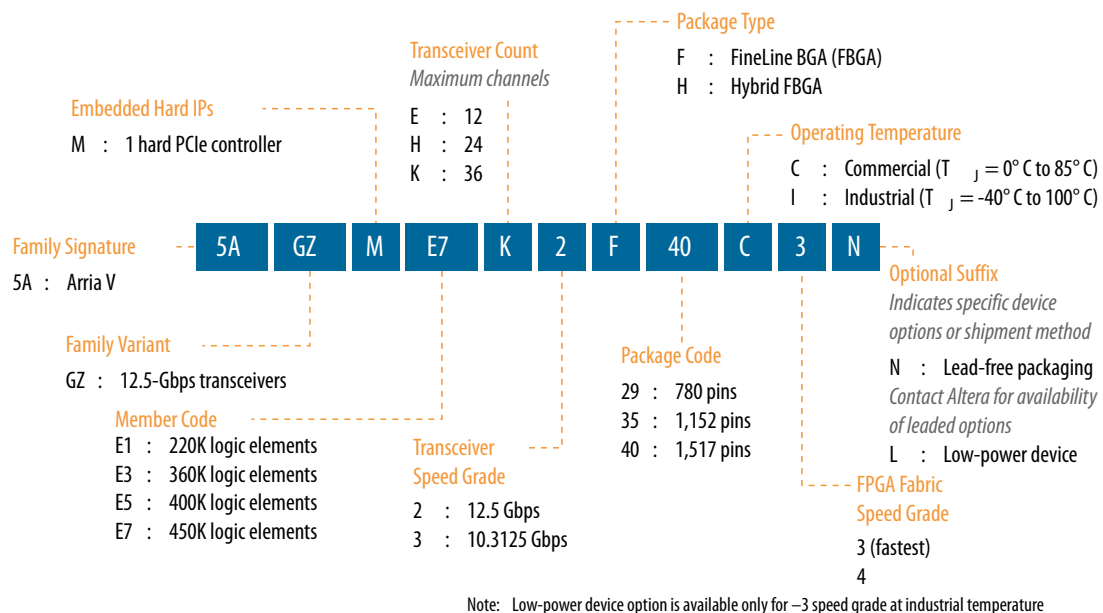 Package Type
F : FineLine BGA (FBGA)
H : Hybrid FBGA
Transceiver Count
Maximum channels
E : 12
H : 24
K : 36
Embedded Hard IPs
M : 1 hard PCIe controller
Operating Temperature
C : Commercial (T J = 0° C to 85° C)
I : Industrial (T J = -40° C to 100° C)
Family Signature
5A : Arria V
5A GZ M E7 K 2 F 40 C 3 N
Optional Suffix
Indicates specific device
options or shipment method
N : Lead-free packaging
Contact Altera for availability
of leaded options
L : Low-power device
Family Variant
GZ : 12.5-Gbps transceivers
Member Code
E1 : 220K logic elements
E3 : 360K logic elements
E5 : 400K logic elements
E7 : 450K logic elements
Transceiver
Speed Grade
2 : 12.5 Gbps
3 : 10.3125 Gbps
Package Code
29 : 780 pins
35 : 1,152 pins
40 : 1,517 pins
FPGA Fabric
Speed Grade
3 (fastest)
4
Note: Low-power device option is available only for –3 speed grade at industrial temperature